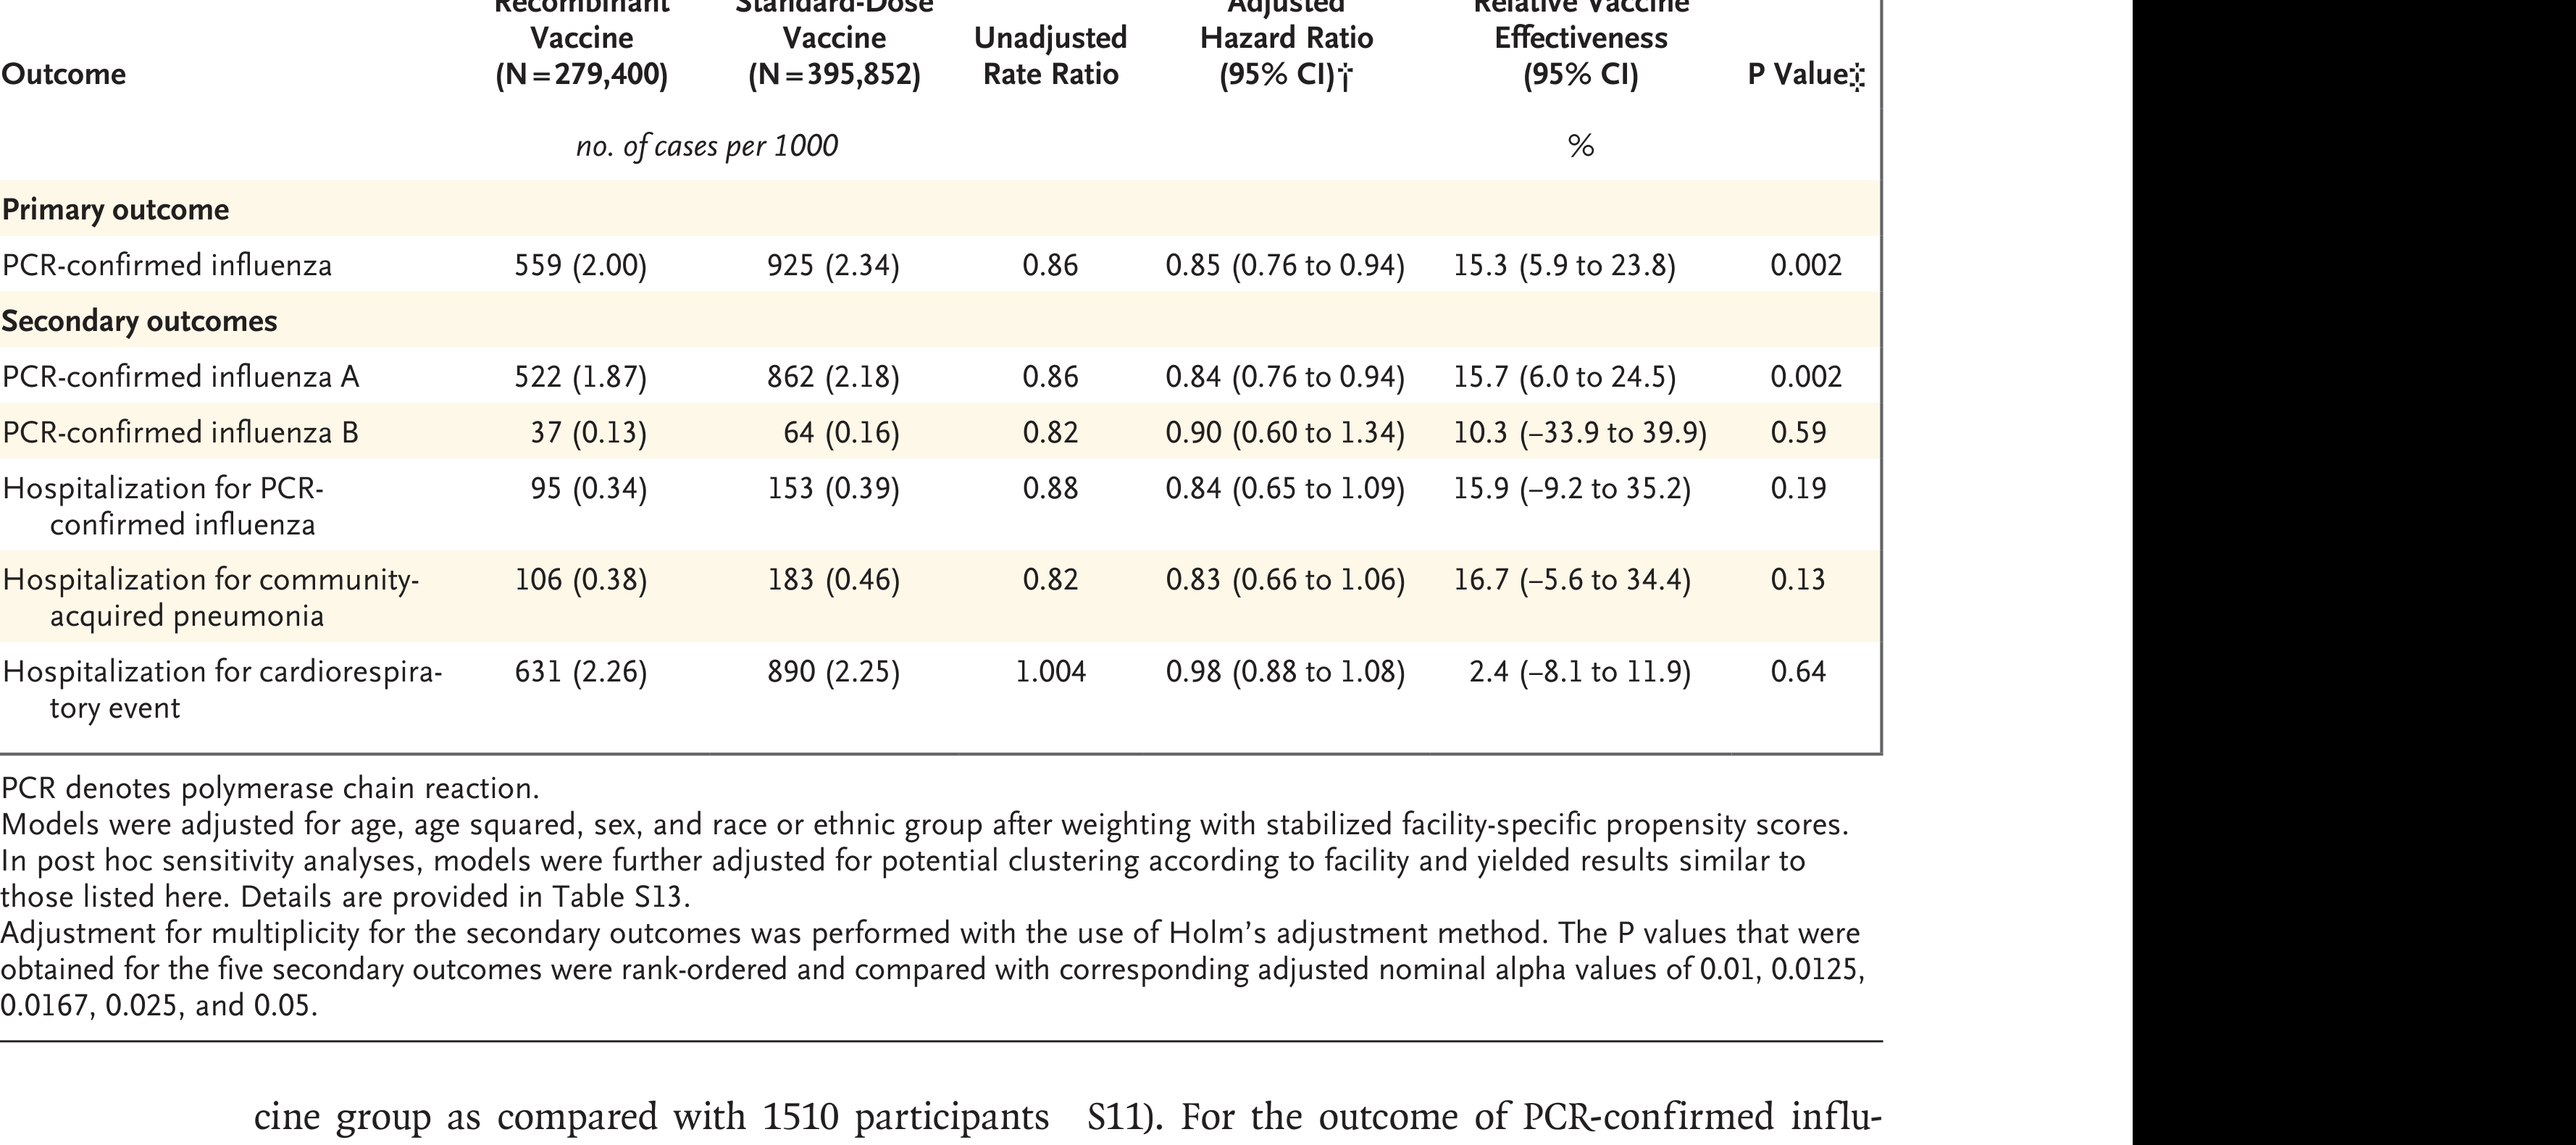 Recombinant Standard-Dose Adjusted Relative Vaccine
Vaccine Vaccine Unadjusted Hazard Ratio Effectiveness
Outcome (N=279,400) (N=395,852) Rate Ratio (95% CI)† (95% CI) P Value‡
no. of cases per 1000 %
Primary outcome
PCR-confirmed influenza 559 (2.00) 925 (2.34) 0.86 0.85 (0.76 to 0.94) 15.3 (5.9 to 23.8) 0.002
Secondary outcomes
PCR-confirmed influenza A 522 (1.87) 862 (2.18) 0.86 0.84 (0.76 to 0.94) 15.7 (6.0 to 24.5) 0.002
PCR-confirmed influenza B 37 (0.13) 64 (0.16) 0.82 0.90 (0.60 to 1.34) 10.3 (–33.9 to 39.9) 0.59
Hospitalization for PCR- 95 (0.34) 153 (0.39) 0.88 0.84 (0.65 to 1.09) 15.9 (–9.2 to 35.2) 0.19
confirmed influenza
Hospitalization for community- 106 (0.38) 183 (0.46) 0.82 0.83 (0.66 to 1.06) 16.7 (–5.6 to 34.4) 0.13
acquired pneumonia
Hospitalization for cardiorespira- 631 (2.26) 890 (2.25) 1.004 0.98 (0.88 to 1.08) 2.4 (–8.1 to 11.9) 0.64
tory event
PCR denotes polymerase chain reaction.
Models were adjusted for age, age squared, sex, and race or ethnic group after weighting with stabilized facility-specific propensity scores.
In post hoc sensitivity analyses, models were further adjusted for potential clustering according to facility and yielded results similar to
those listed here. Details are provided in Table S13.
Adjustment for multiplicity for the secondary outcomes was performed with the use of Holm’s adjustment method. The P values that were
obtained for the five secondary outcomes were rank-ordered and compared with corresponding adjusted nominal alpha values of 0.01, 0.0125,
0.0167, 0.025, and 0.05.
cine group as compared with 1510 participants
S11). For the outcome of PCR-confirmed influ-